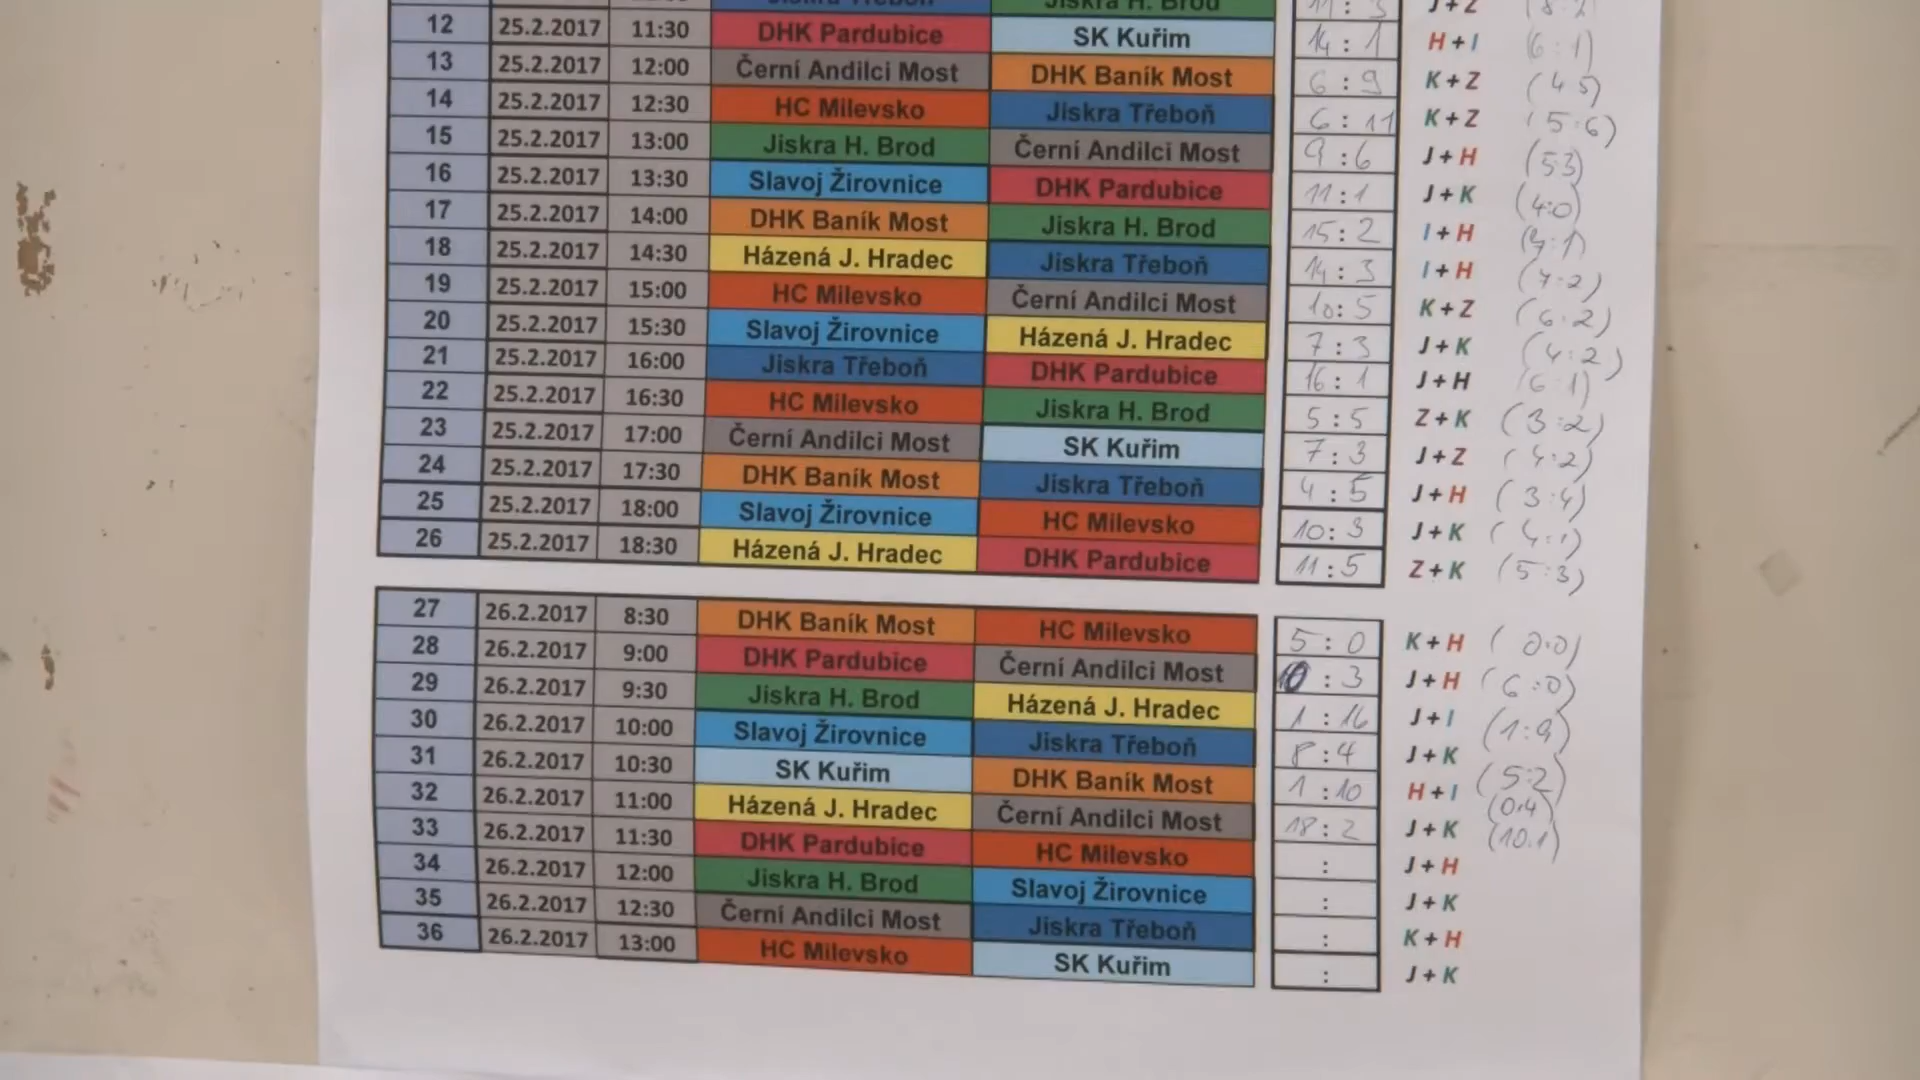 Jiskra Třeboň Jiskra H. Brod 11 : 3 J + Z
12 25.2.2017 11:30 DHK Pardubice SK Kuřim 14 : 1 H + I (6:1)
13 25.2.2017 12:00 Černí Andilci Most DHK Baník Most 6 : 9 K + Z (4 5)
14 25.2.2017 12:30 HC Milevsko Jiskra Třeboň 6 : 11 K + Z (5:6)
15 25.2.2017 13:00 Jiskra H. Brod Černí Andilci Most 9 : 6 J + H (5:3)
16 25.2.2017 13:30 Slavoj Žirovnice DHK Pardubice 11 : 1 J + K (4:0)
17 25.2.2017 14:00 DHK Baník Most Jiskra H. Brod 15 : 2 I + H
18 25.2.2017 14:30 Házená J. Hradec Jiskra Třeboň 14 : 3 I + H (7:2)
19 25.2.2017 15:00 HC Milevsko Černí Andilci Most 10 : 5 K + Z (6:2)
20 25.2.2017 15:30 Slavoj Žirovnice Házená J. Hradec 7 : 3 J + K (4:2)
21 25.2.2017 16:00 Jiskra Třeboň DHK Pardubice 16 : 1 J + H (6:1)
22 25.2.2017 16:30 HC Milevsko Jiskra H. Brod 5 : 5 Z + K (3:2)
23 25.2.2017 17:00 Černí Andilci Most SK Kuřim 7 : 3 J + Z (4:2)
24 25.2.2017 17:30 DHK Baník Most Jiskra Třeboň 4 : 5 J + H (3:4)
25 25.2.2017 18:00 Slavoj Žirovnice HC Milevsko 10 : 3 J + K (4:1)
26 25.2.2017 18:30 Házená J. Hradec DHK Pardubice 11 : 5 Z + K (5:3)
27 26.2.2017 8:30 DHK Baník Most HC Milevsko 5 : 0 K + H (0:0)
28 26.2.2017 9:00 DHK Pardubice Černí Andilci Most 10 : 3 J + H (6:0)
29 26.2.2017 9:30 Jiskra H. Brod Házená J. Hradec 1 : 16 J + I (1:9)
30 26.2.2017 10:00 Slavoj Žirovnice Jiskra Třeboň 8 : 4 J + K (5:2)
31 26.2.2017 10:30 SK Kuřim DHK Baník Most 1 : 10 H + I (0:4)
32 26.2.2017 11:00 Házená J. Hradec Černí Andilci Most 18 : 2 J + K (10:1)
33 26.2.2017 11:30 DHK Pardubice HC Milevsko : J + H
34 26.2.2017 12:00 Jiskra H. Brod Slavoj Žirovnice : J + K
35 26.2.2017 12:30 Černí Andilci Most Jiskra Třeboň : K + H
36 26.2.2017 13:00 HC Milevsko SK Kuřim : J + K